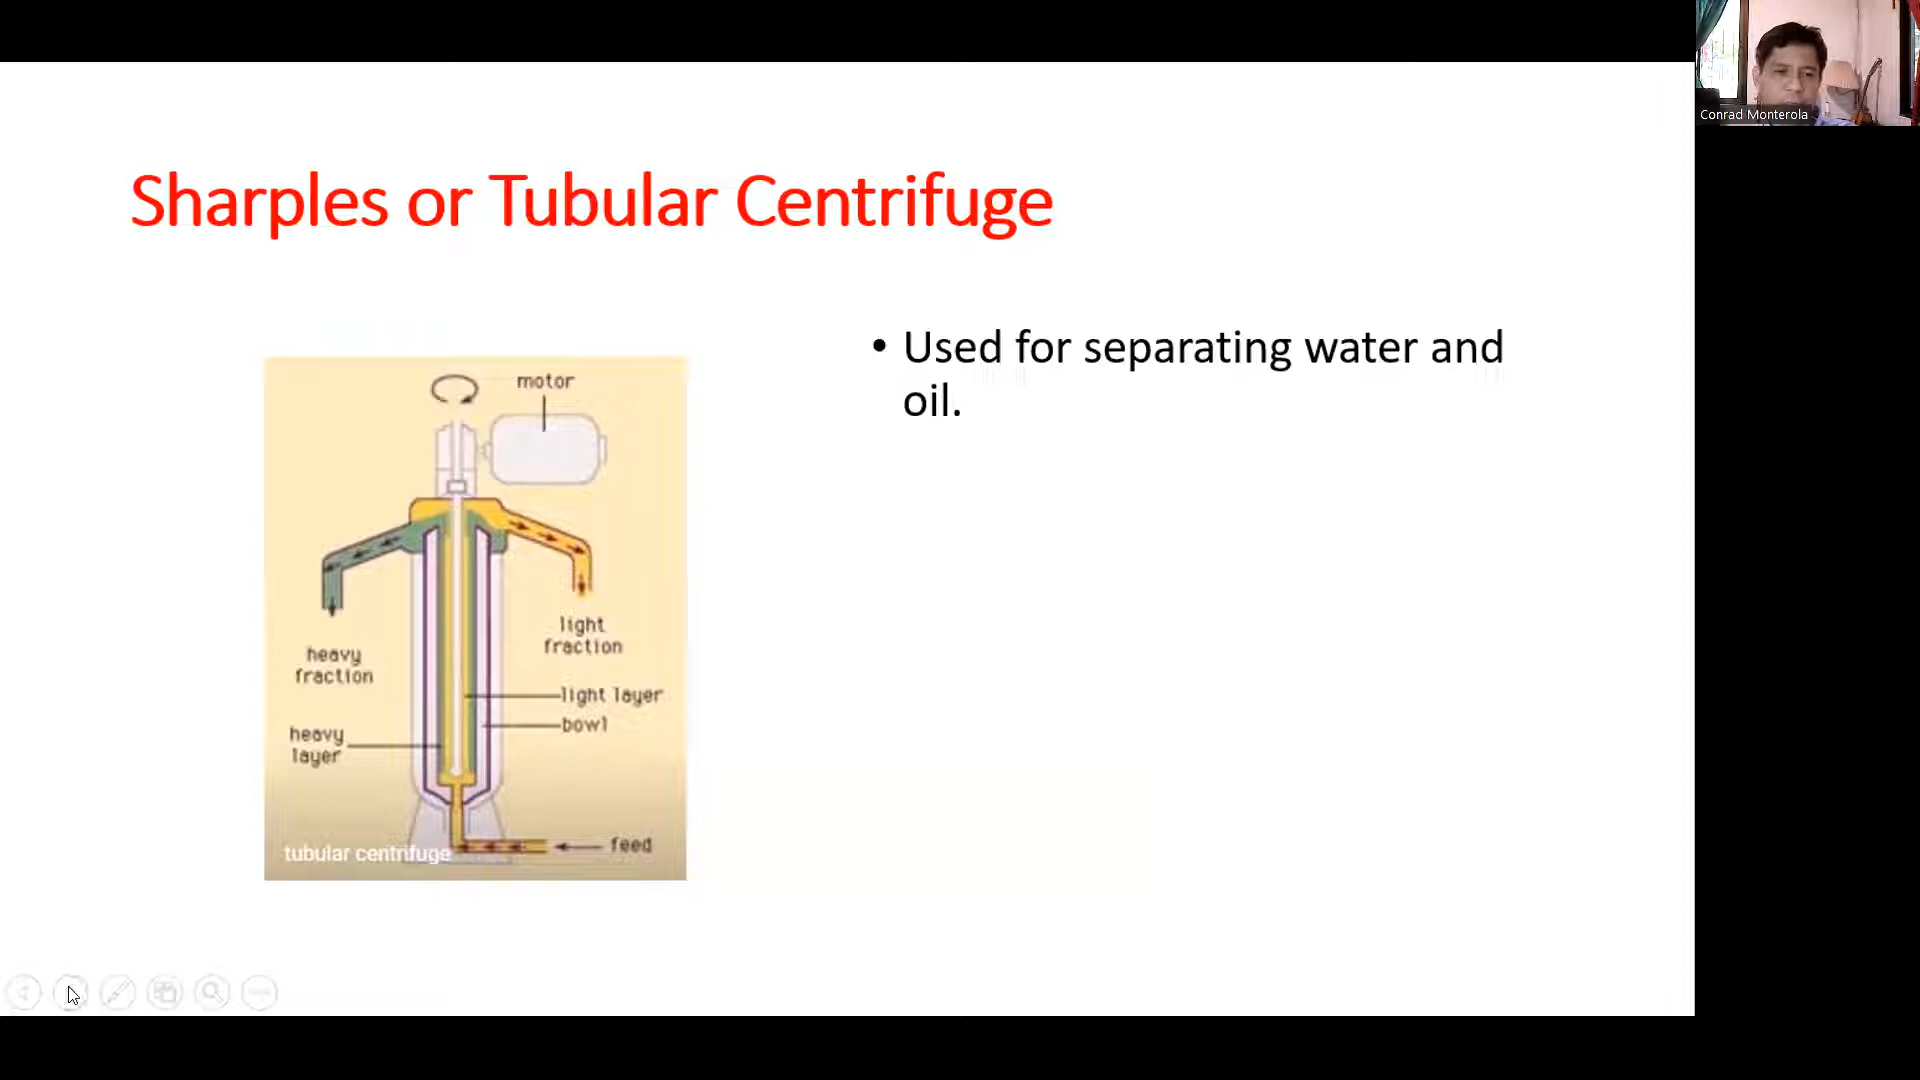 Conrad Monterola
Sharples or Tubular Centrifuge
• Used for separating water and
oil.
motor
light
fraction
heavy
fraction
light layer
bowl
heavy
layer
feed
tubular centrifuge